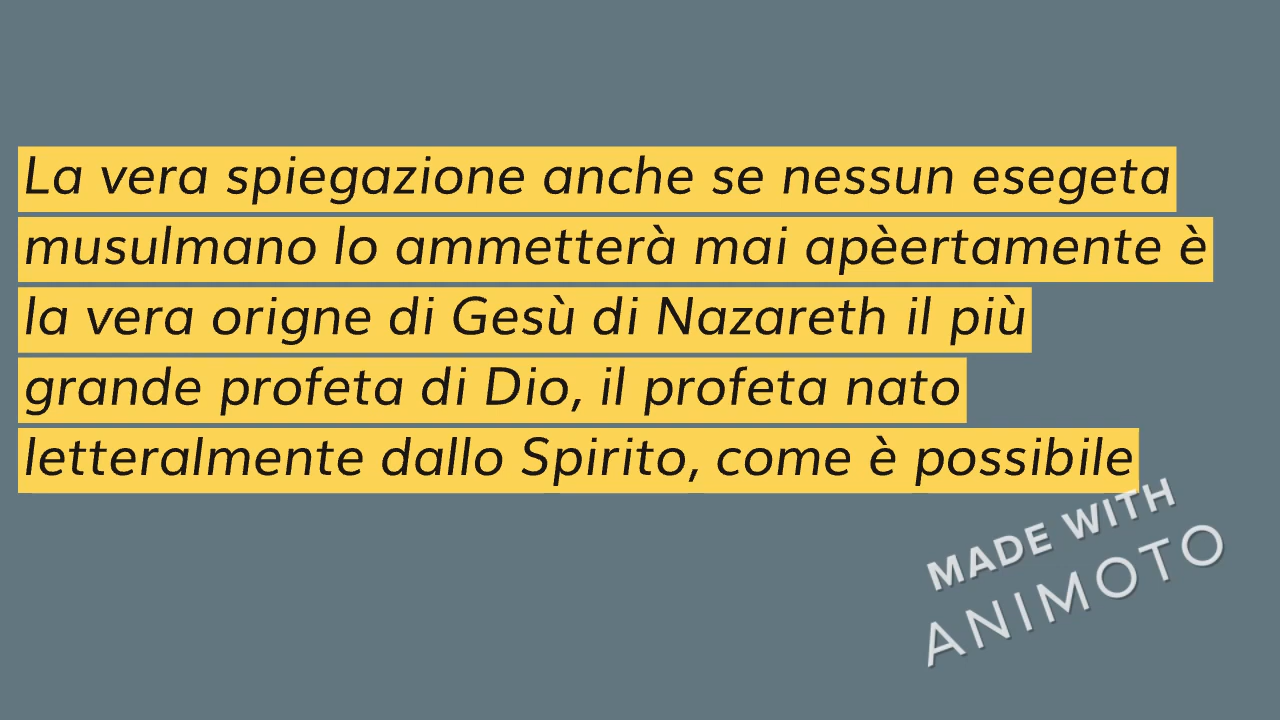 La vera spiegazione anche se nessun esegeta
musulmano lo ammetterà mai apèertamente è
la vera origne di Gesù di Nazareth il più
grande profeta di Dio, il profeta nato
letteralmente dallo Spirito, come è possibile
MADE WITH
ANIMOTO